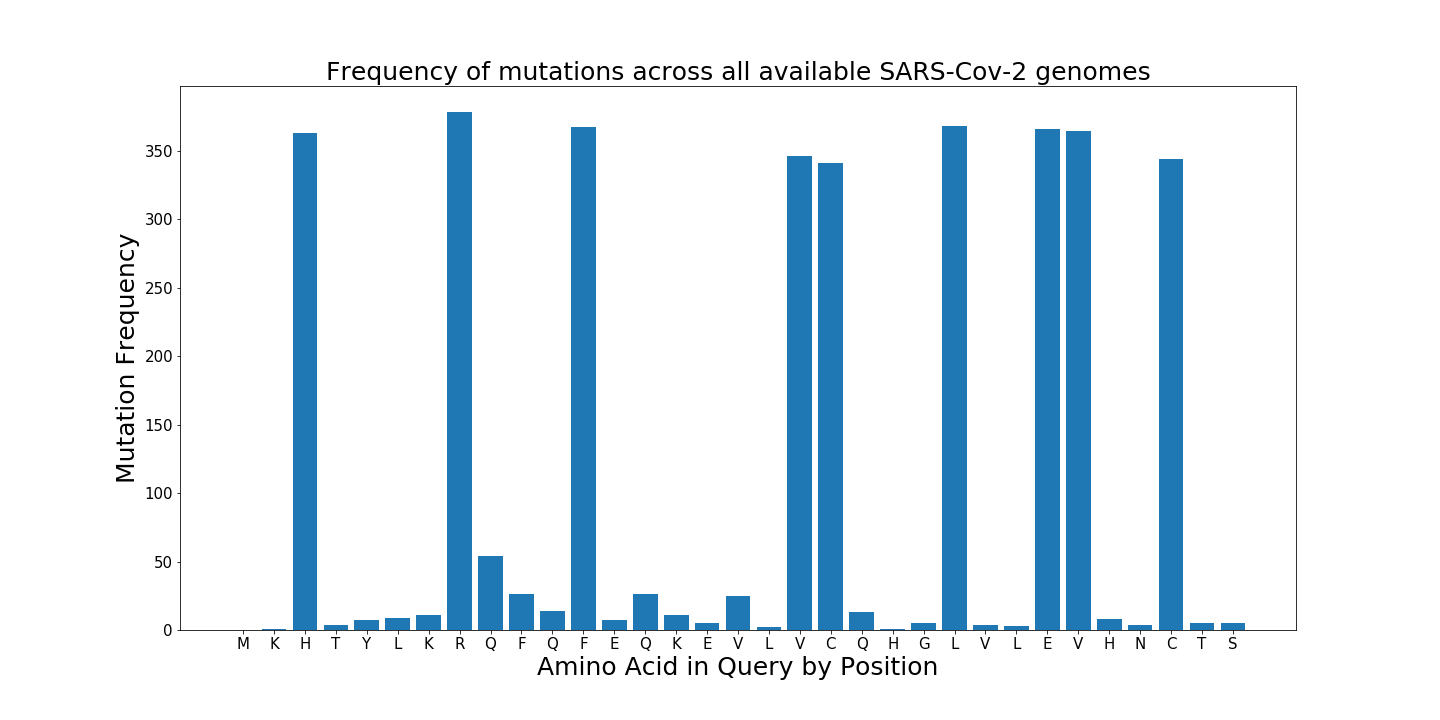 Frequency of mutations across all available SARS-Cov-2 genomes
Mutation Frequency
350
300
250
200
150
100
50
0
M K H T Y L K R Q F Q F E Q K E V L V C Q H G L V L E V H N C T S
Amino Acid in Query by Position